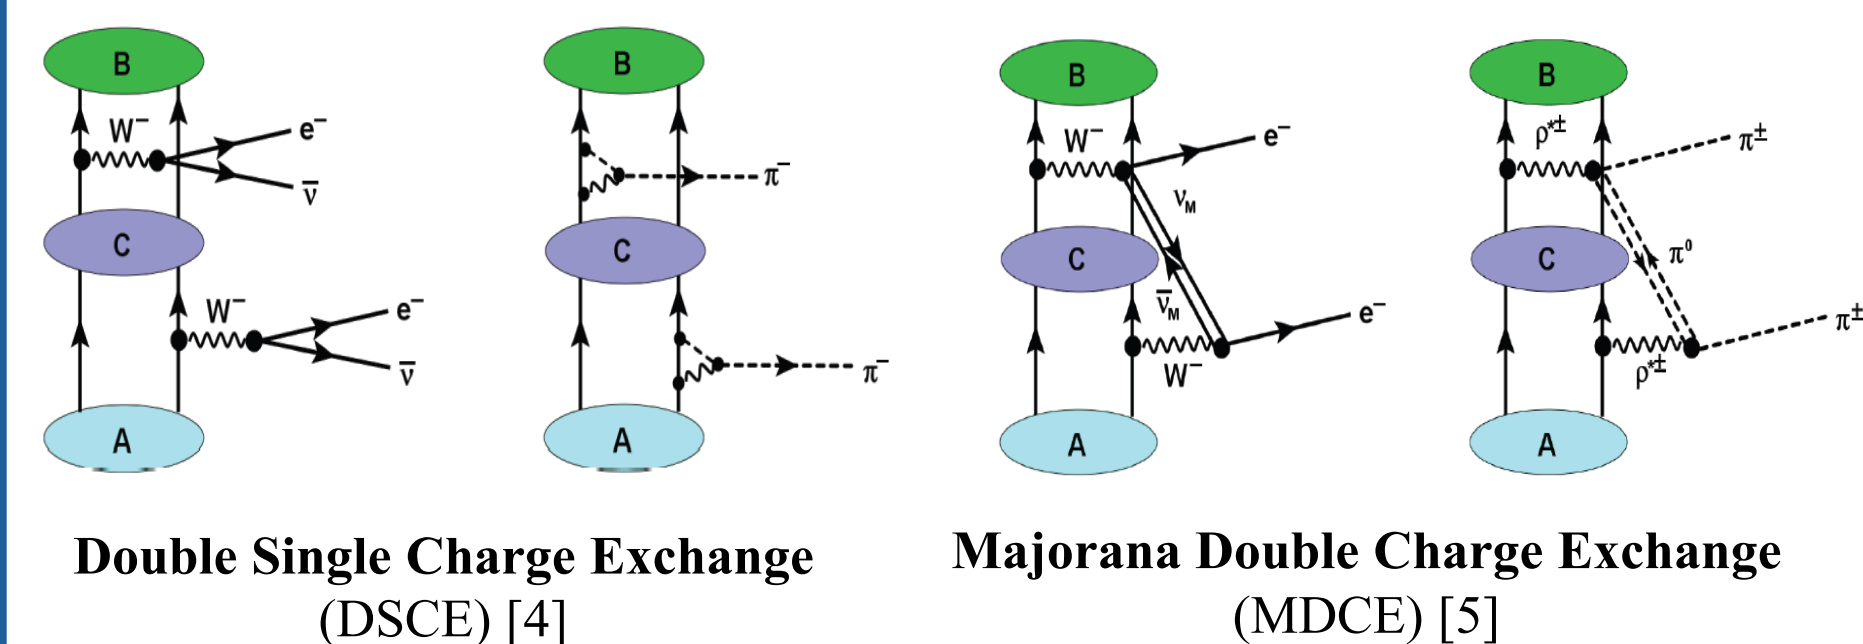 B
W⁻
e⁻
ν̅
C
W⁻
e⁻
ν̅
A
B
π⁻
C
π⁻
A
Double Single Charge Exchange
(DSCE) [4]
B
W⁻
e⁻
ν_M
C
ν̅_M
e⁻
W⁻
A
B
ρ*±
π±
C
π⁰
π±
ρ*±
A
Majorana Double Charge Exchange
(MDCE) [5]